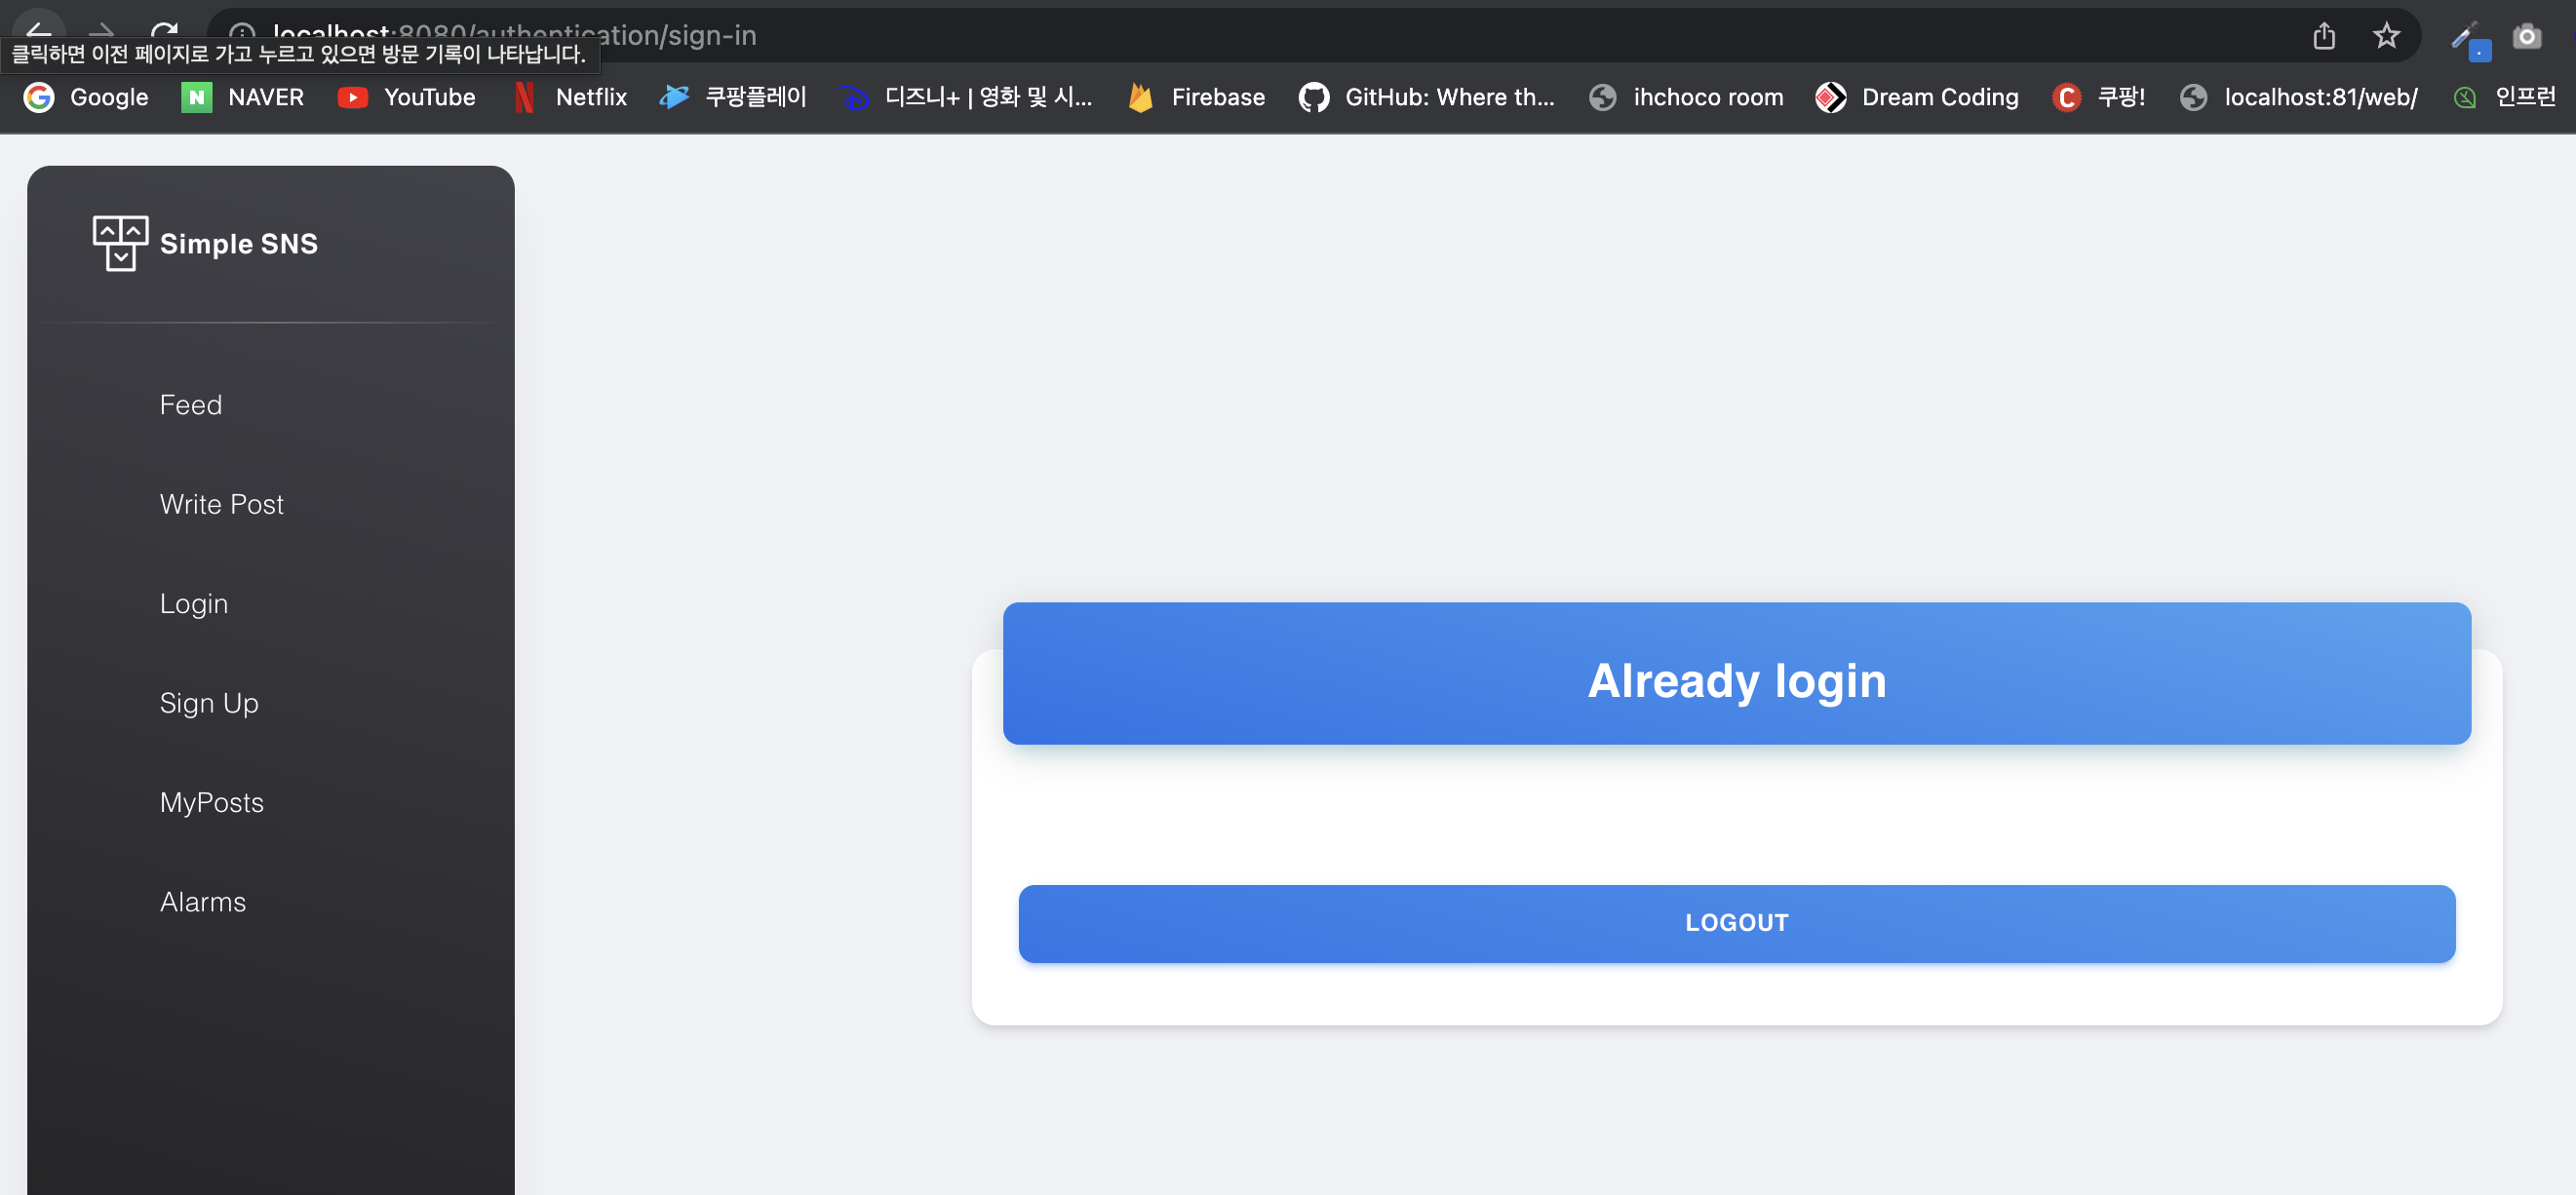 localhost:8080/authentication/sign-in
클릭하면 이전 페이지로 가고 누르고 있으면 방문 기록이 나타납니다.
Google NAVER YouTube Netflix 쿠팡플레이 디즈니+ | 영화 및 시... Firebase GitHub: Where th... ihchoco room Dream Coding 쿠팡! localhost:81/web/ 인프런
Simple SNS
Feed
Write Post
Login
Sign Up
MyPosts
Alarms
Already login
LOGOUT